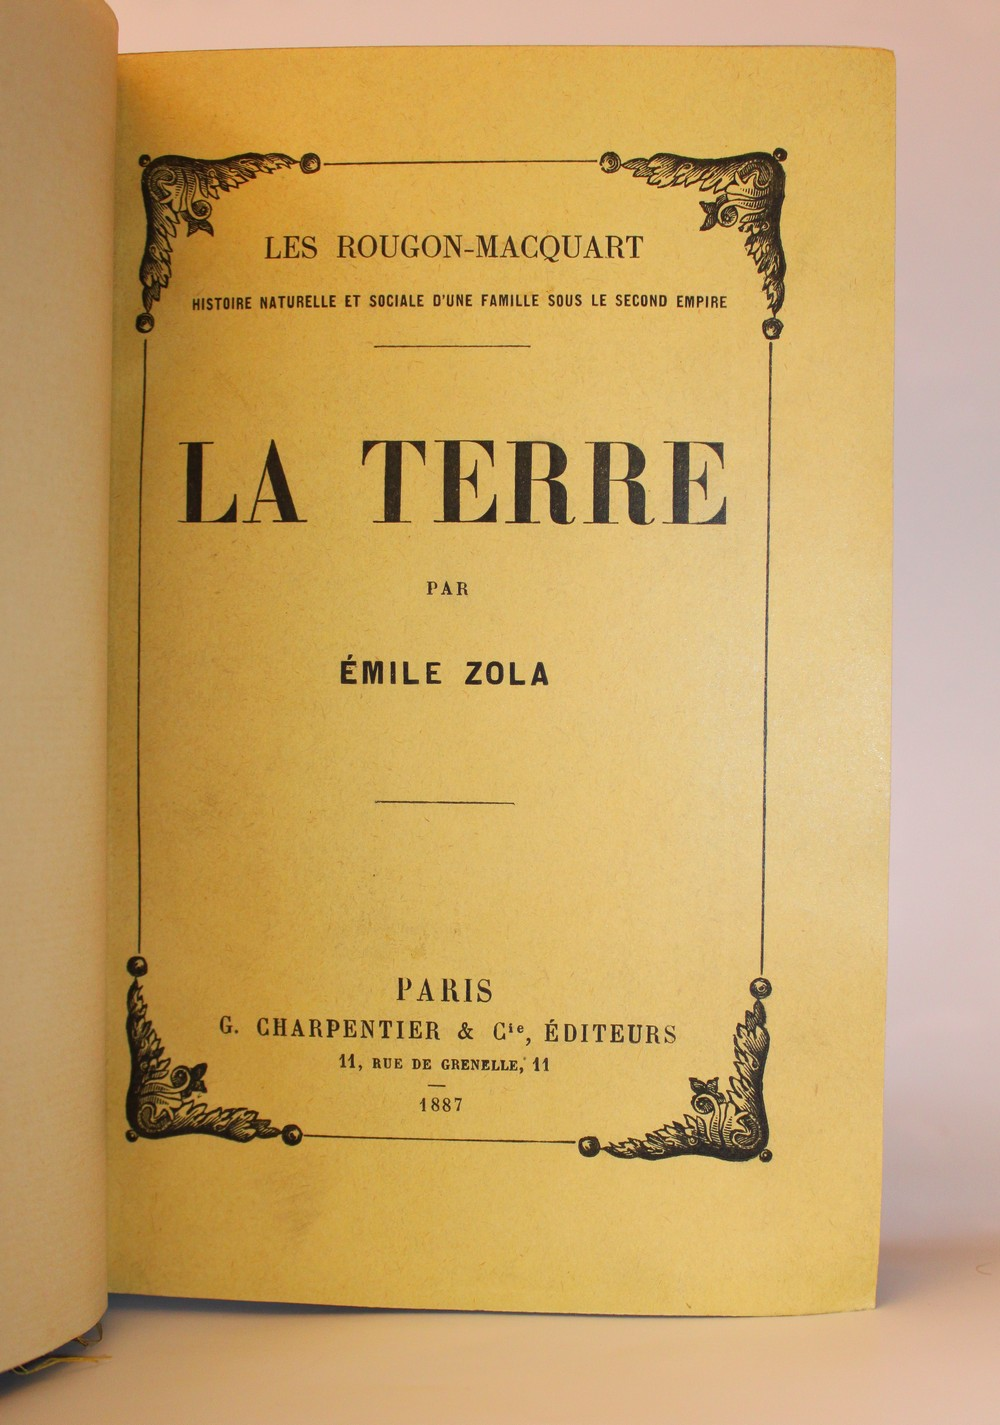 LES ROUGON-MACQUART
HISTOIRE NATURELLE ET SOCIALE D'UNE FAMILLE SOUS LE SECOND EMPIRE
LA TERRE
PAR
ÉMILE ZOLA
PARIS
G. CHARPENTIER & Cie, ÉDITEURS
11, RUE DE GRENELLE, 11
1887